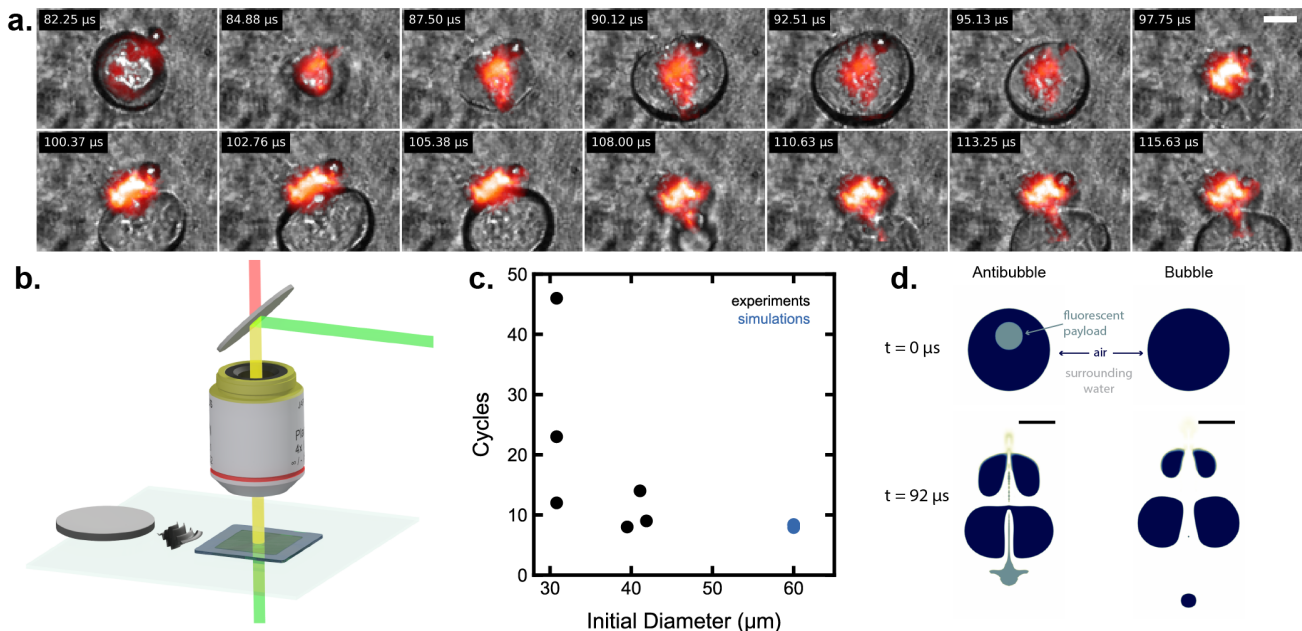 a.
82.25 µs
84.88 µs
87.50 µs
90.12 µs
92.51 µs
95.13 µs
97.75 µs
100.37 µs
102.76 µs
105.38 µs
108.00 µs
110.63 µs
113.25 µs
115.63 µs
b.
4x
c.
50
40
30
20
10
0
Cycles
experiments
simulations
30
40
50
60
Initial Diameter (µm)
d.
Antibubble
Bubble
fluorescent
payload
t = 0 µs
air
surrounding
water
t = 92 µs